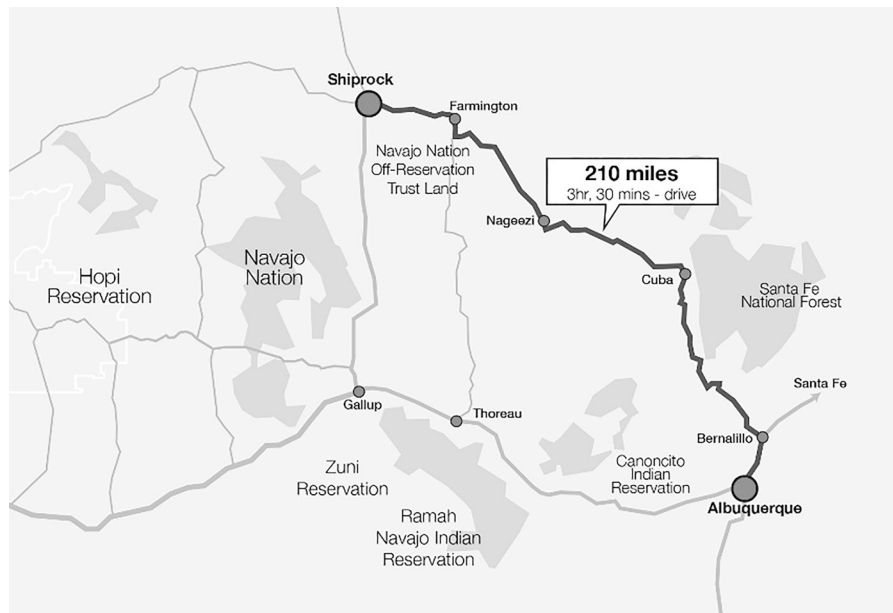 Shiprock
Farmington
Navajo Nation
Off-Reservation
Trust Land
210 miles
3hr, 30 mins - drive
Nageezi
Navajo
Nation
Hopi
Reservation
Cuba
Santa Fe
National Forest
Santa Fe
Gallup
Thoreau
Bernalillo
Zuni
Reservation
Canoncito
Indian
Reservation
Ramah
Navajo Indian
Reservation
Albuquerque